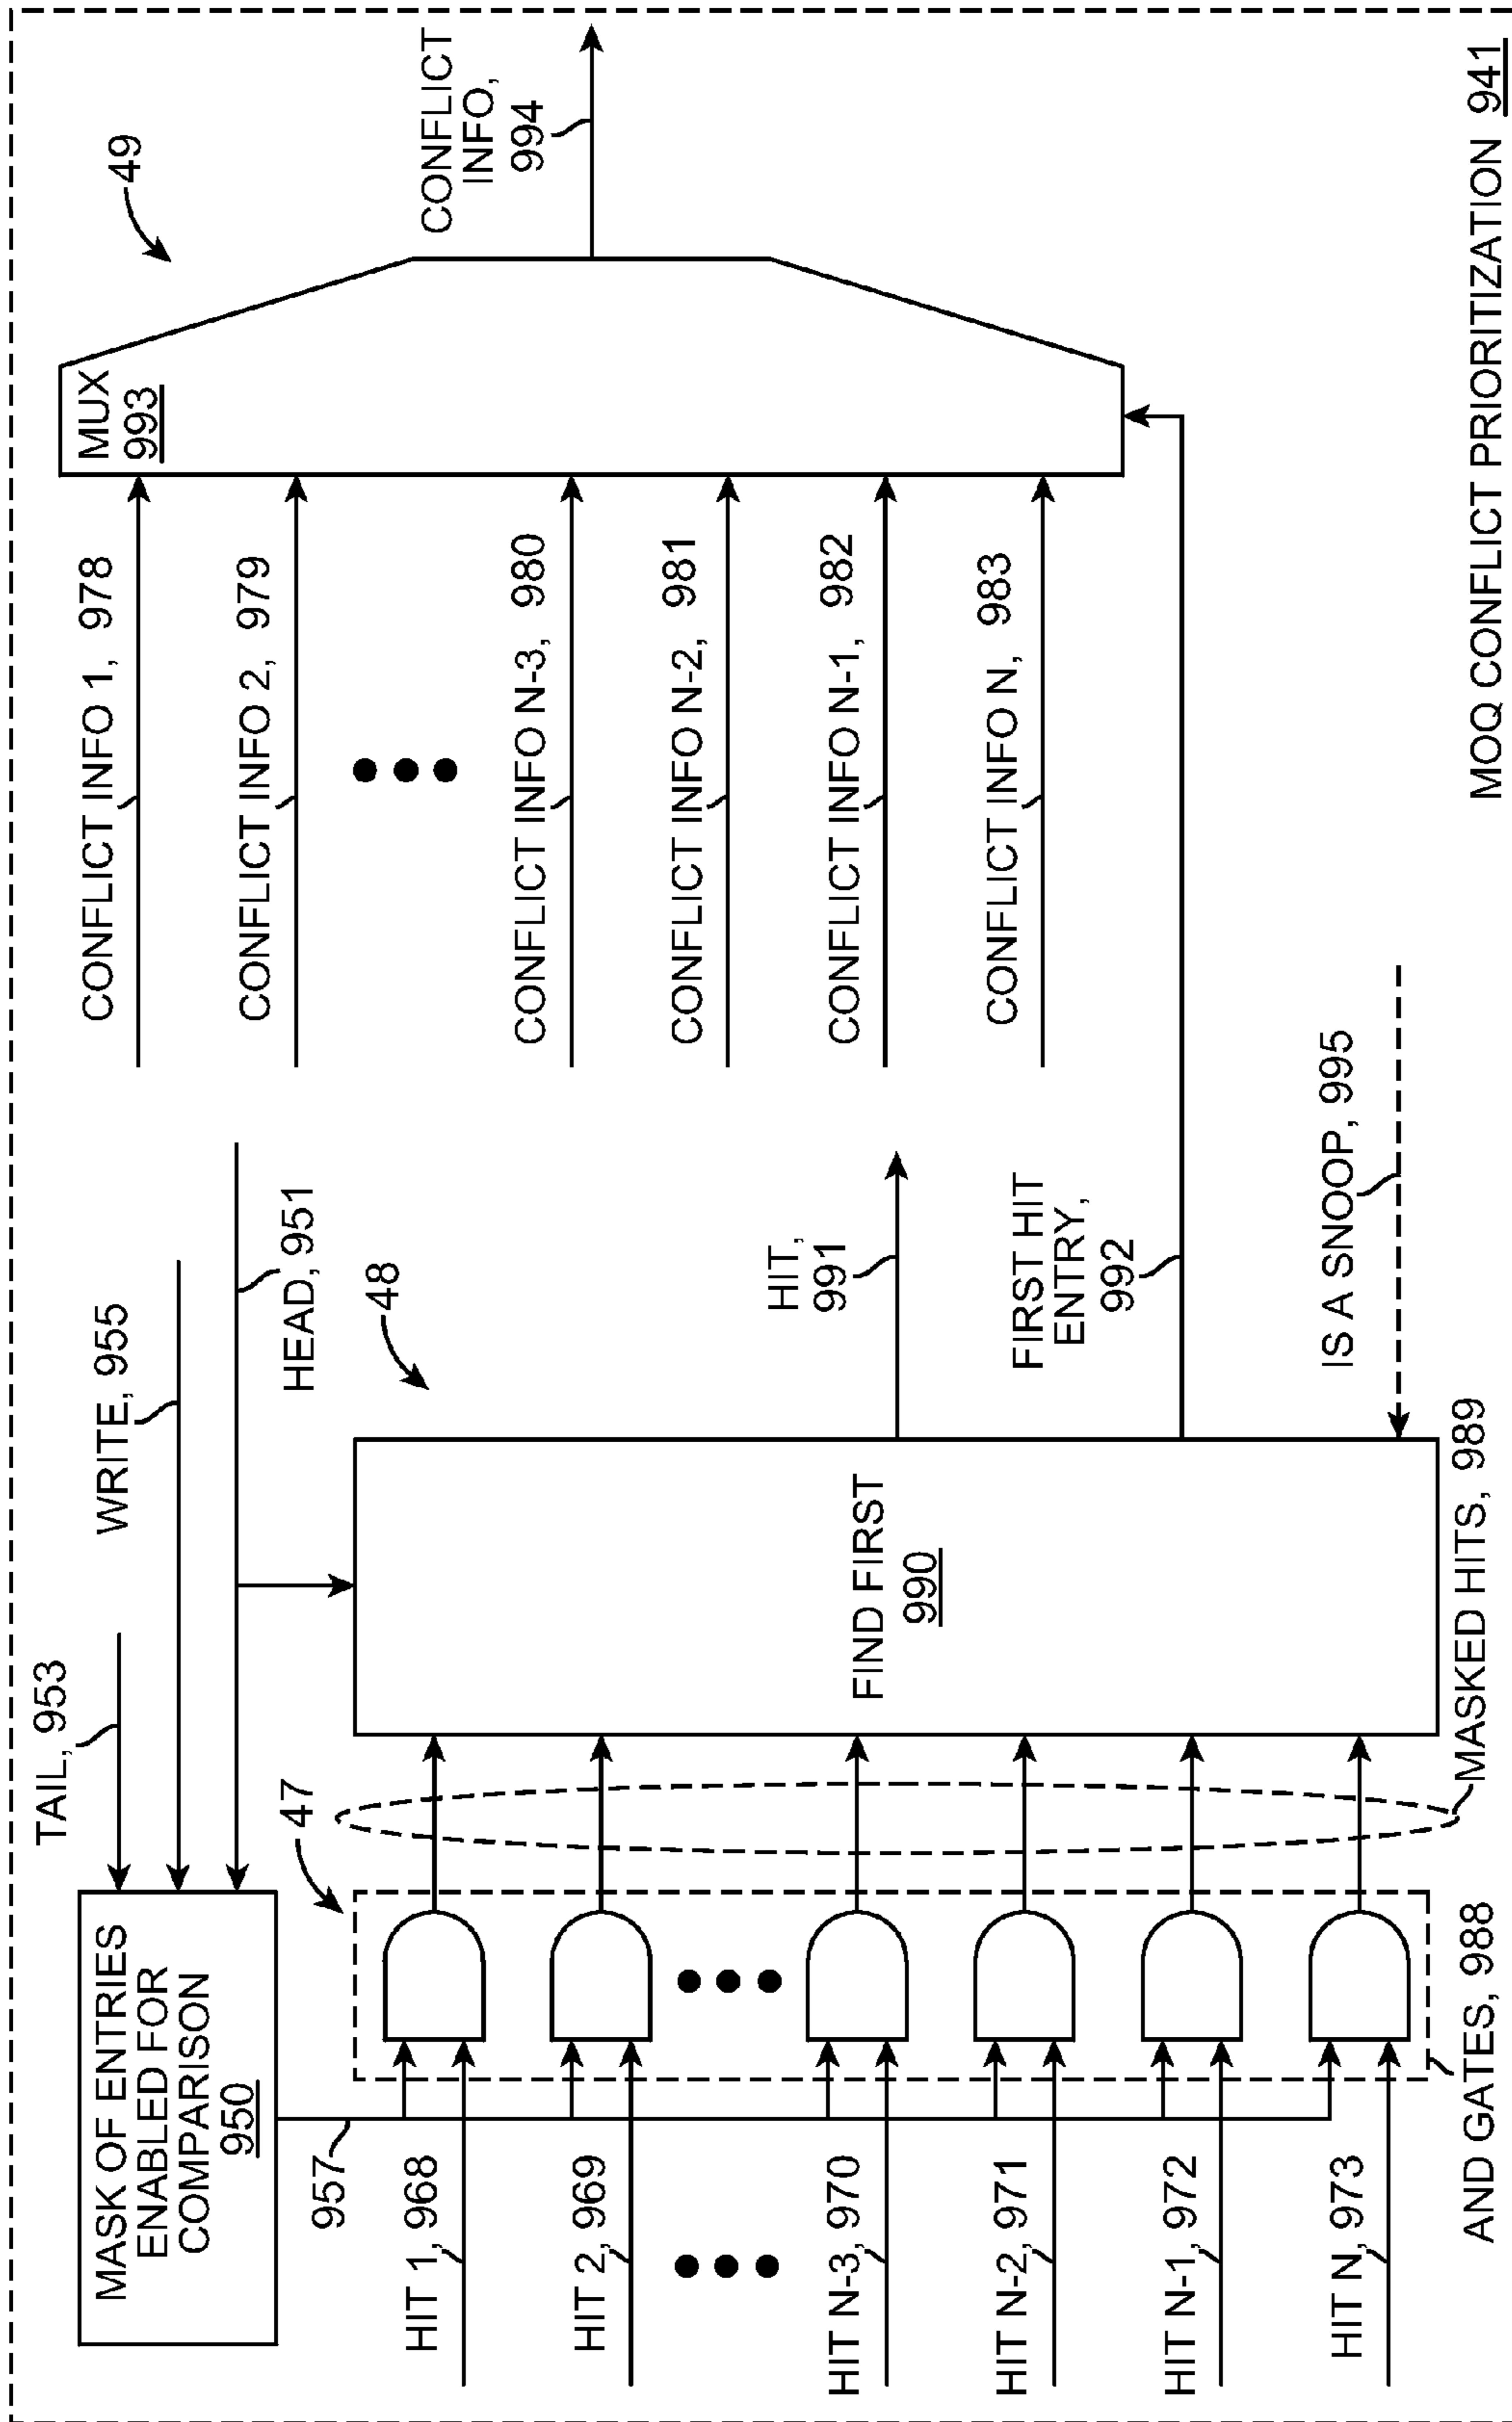 TAIL, 953
WRITE, 955
HEAD, 951
MASK OF ENTRIES
ENABLED FOR
COMPARISON
950
957
47
48
49
HIT 1, 968
HIT 2, 969
HIT N-3, 970
HIT N-2, 971
HIT N-1, 972
HIT N, 973
AND GATES, 988
MASKED HITS, 989
FIND FIRST
990
HIT,
991
FIRST HIT
ENTRY,
992
IS A SNOOP, 995
CONFLICT INFO 1, 978
CONFLICT INFO 2, 979
CONFLICT INFO N-3, 980
CONFLICT INFO N-2, 981
CONFLICT INFO N-1, 982
CONFLICT INFO N, 983
MUX
993
CONFLICT
INFO,
994
MOQ CONFLICT PRIORITIZATION 941